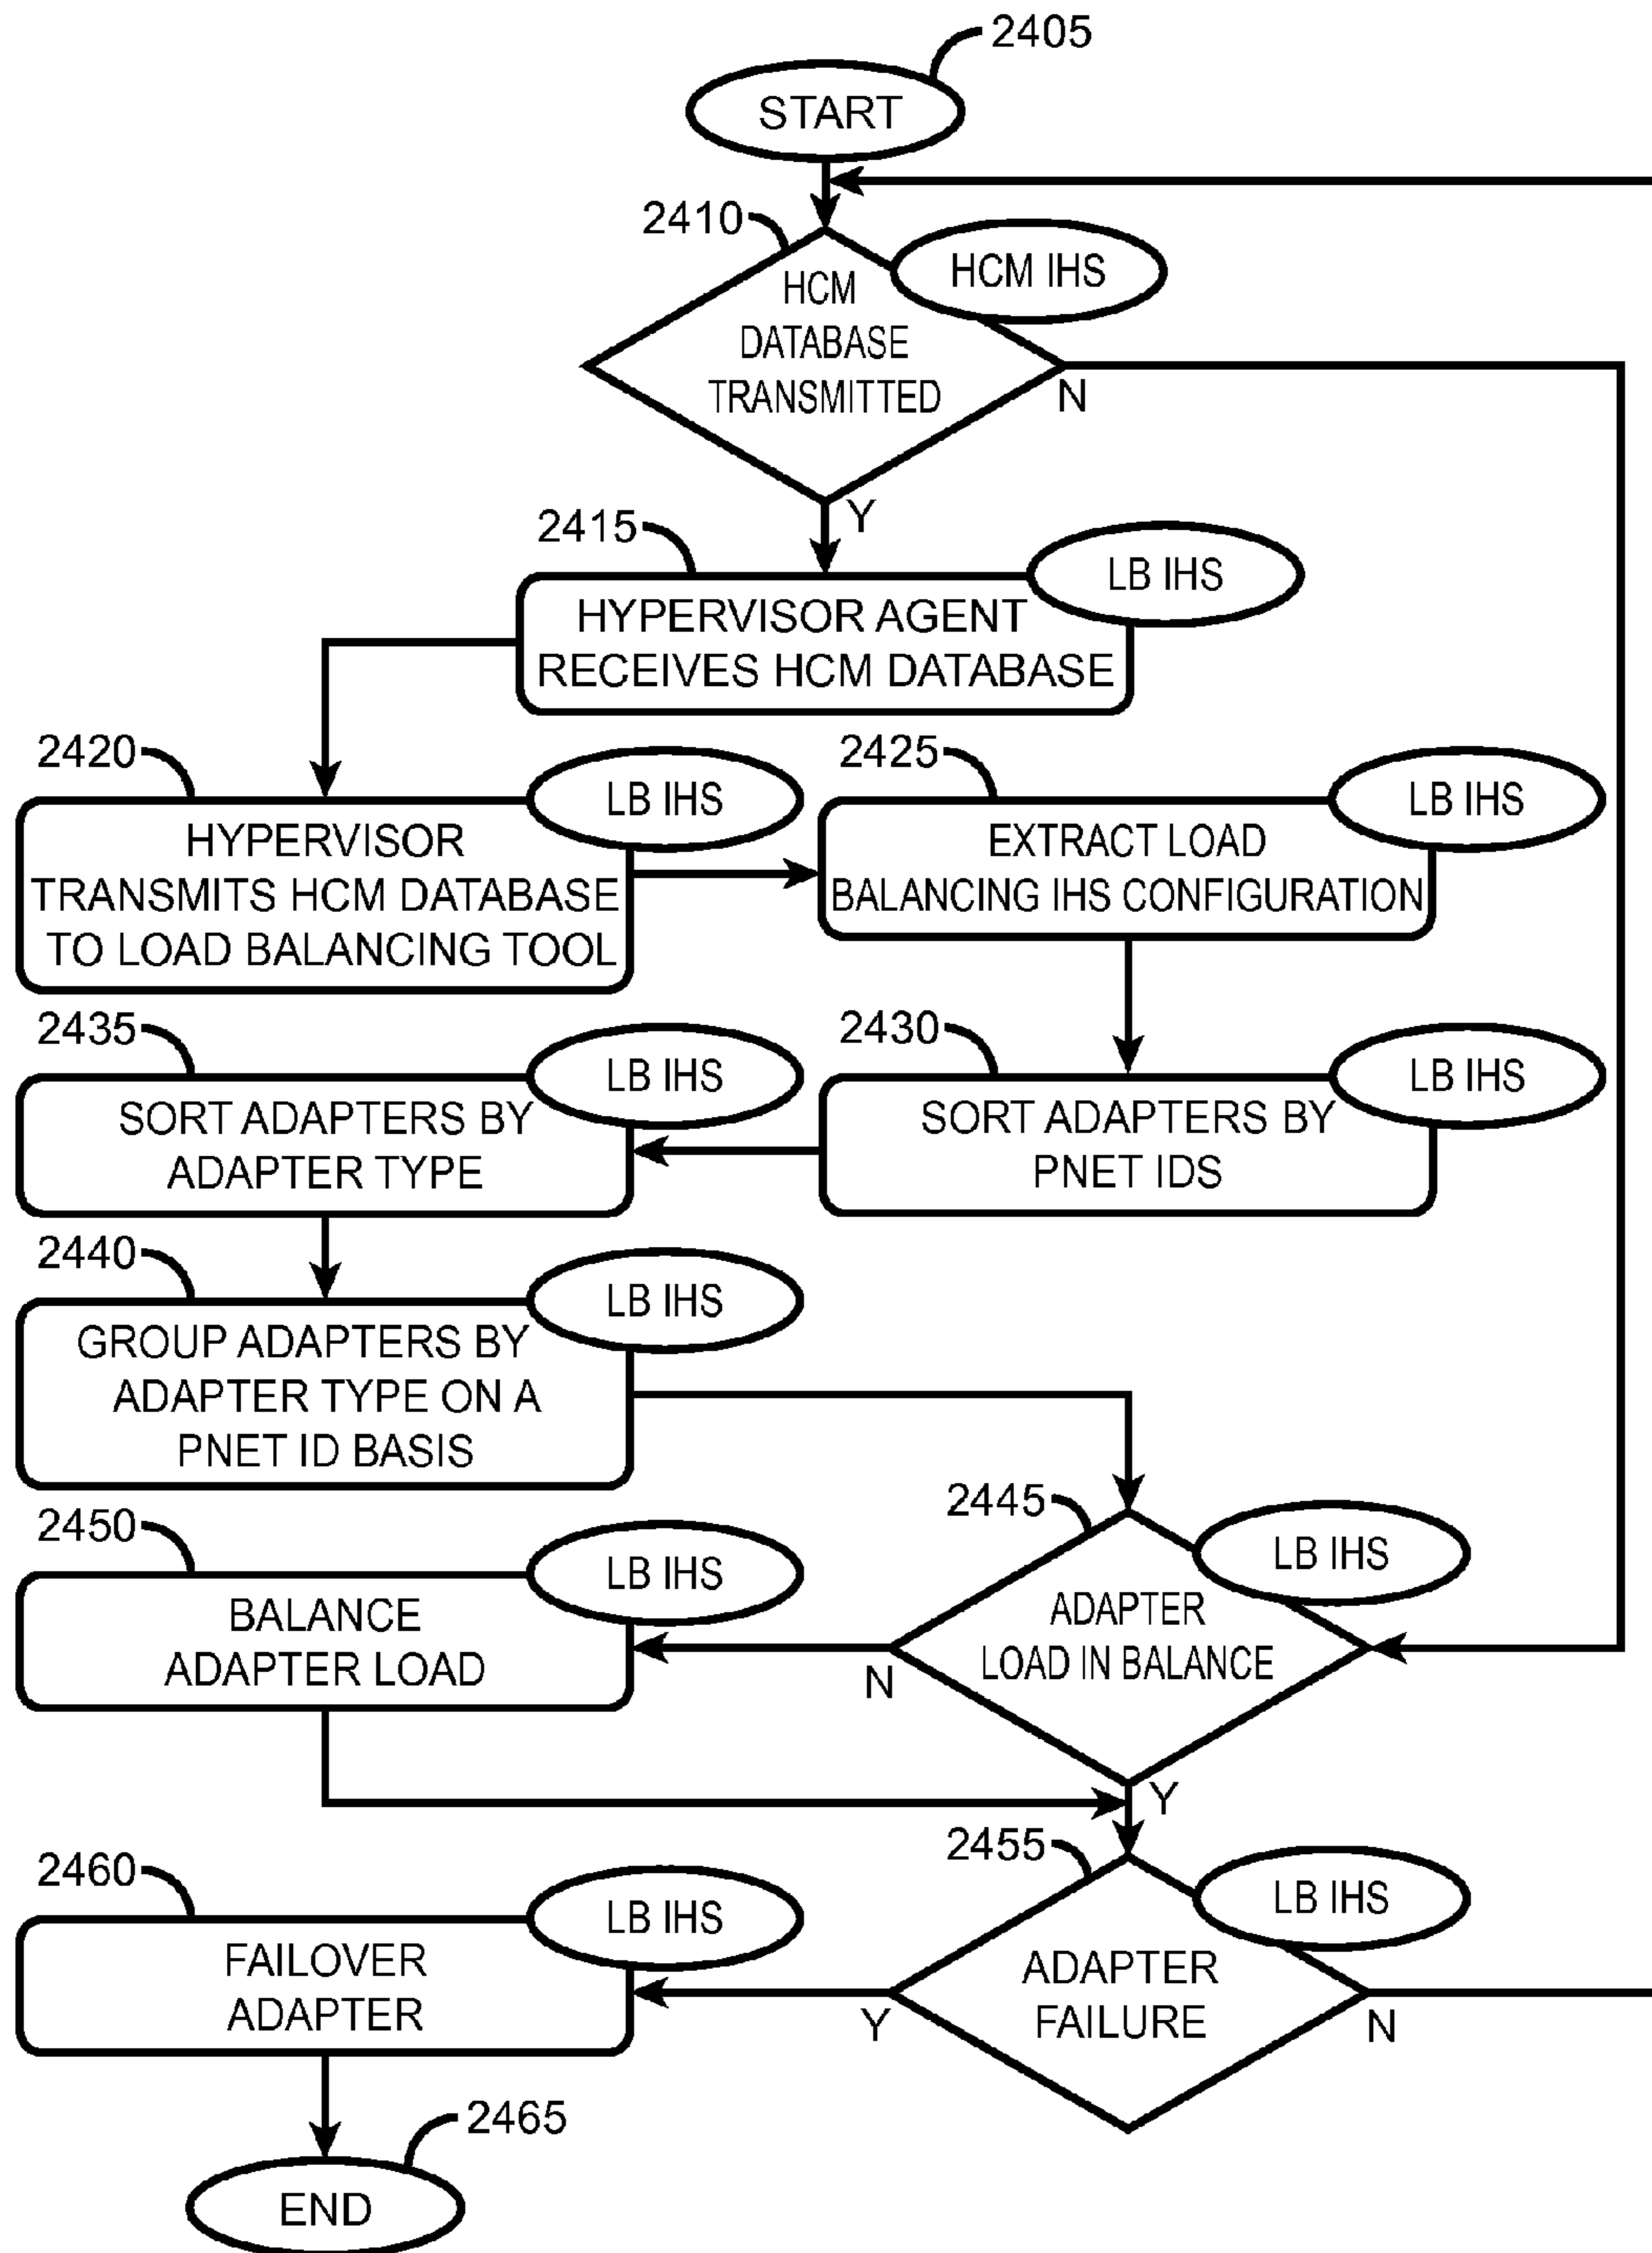 2405
START
2410
HCM IHS
HCM
DATABASE
TRANSMITTED
N
Y
2415
LB IHS
HYPERVISOR AGENT
RECEIVES HCM DATABASE
2420
LB IHS
HYPERVISOR
TRANSMITS HCM DATABASE
TO LOAD BALANCING TOOL
2425
LB IHS
EXTRACT LOAD
BALANCING IHS CONFIGURATION
2435
LB IHS
SORT ADAPTERS BY
ADAPTER TYPE
2430
LB IHS
SORT ADAPTERS BY
PNET IDS
2440
LB IHS
GROUP ADAPTERS BY
ADAPTER TYPE ON A
PNET ID BASIS
2445
LB IHS
ADAPTER
LOAD IN BALANCE
N
Y
2450
LB IHS
BALANCE
ADAPTER LOAD
2455
LB IHS
ADAPTER
FAILURE
Y
N
2460
LB IHS
FAILOVER
ADAPTER
2465
END